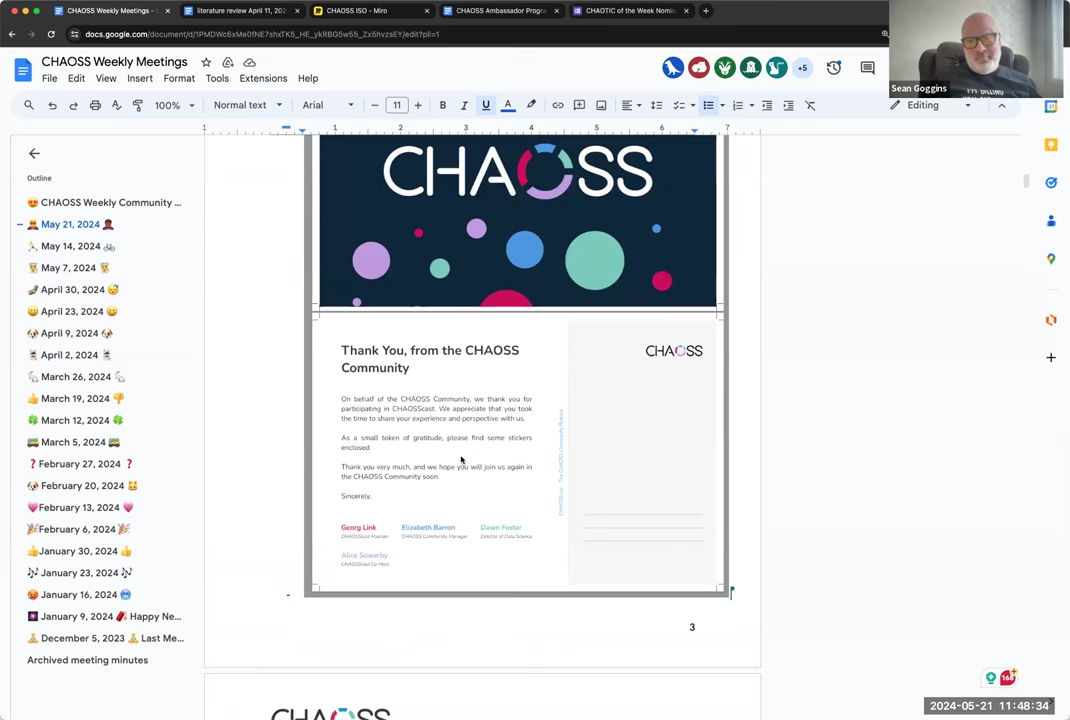 CHAOSS Weekly Meetings -
literature review April 11, 202
CHAOSS ISO - Miro
CHAOSS Ambassador Progra
CHAOTIC of the Week Nomin
docs.google.com/document/d/1PMDWc6xMe0fNE7shxTK5_HE_ykRBG5w55_Zx5hvzsEY/edit?pli=1
CHAOSS Weekly Meetings
File Edit View Insert Format Tools Extensions Help
+5
Sean Goggins
100% Normal text Arial 11 B I U A Editing
1 1 2 3 4 5 6 7
Outline
CHAOSS Weekly Community ...
May 21, 2024
May 14, 2024
May 7, 2024
April 30, 2024
April 23, 2024
April 9, 2024
April 2, 2024
March 26, 2024
March 19, 2024
March 12, 2024
March 5, 2024
February 27, 2024
February 20, 2024
February 13, 2024
February 6, 2024
January 30, 2024
January 23, 2024
January 16, 2024
January 9, 2024 Happy Ne...
December 5, 2023 Last Me...
Archived meeting minutes
CHAOSS
Thank You, from the CHAOSS
Community
CHAOSS
On behalf of the CHAOSS Community, we thank you for
participating in CHAOSScast. We appreciate that you took
the time to share your experience and perspective with us.
As a small token of gratitude, please find some stickers
enclosed.
Thank you very much, and we hope you will join us again in
the CHAOSS Community soon.
Sincerely,
Georg Link Elizabeth Barron Dawn Foster
CHAOSScast Founder CHAOSS Community Manager Director of Data Science
Alice Sowerby
CHAOSScast Co-Host
3
CHAOSS
168
2024-05-21 11:48:34